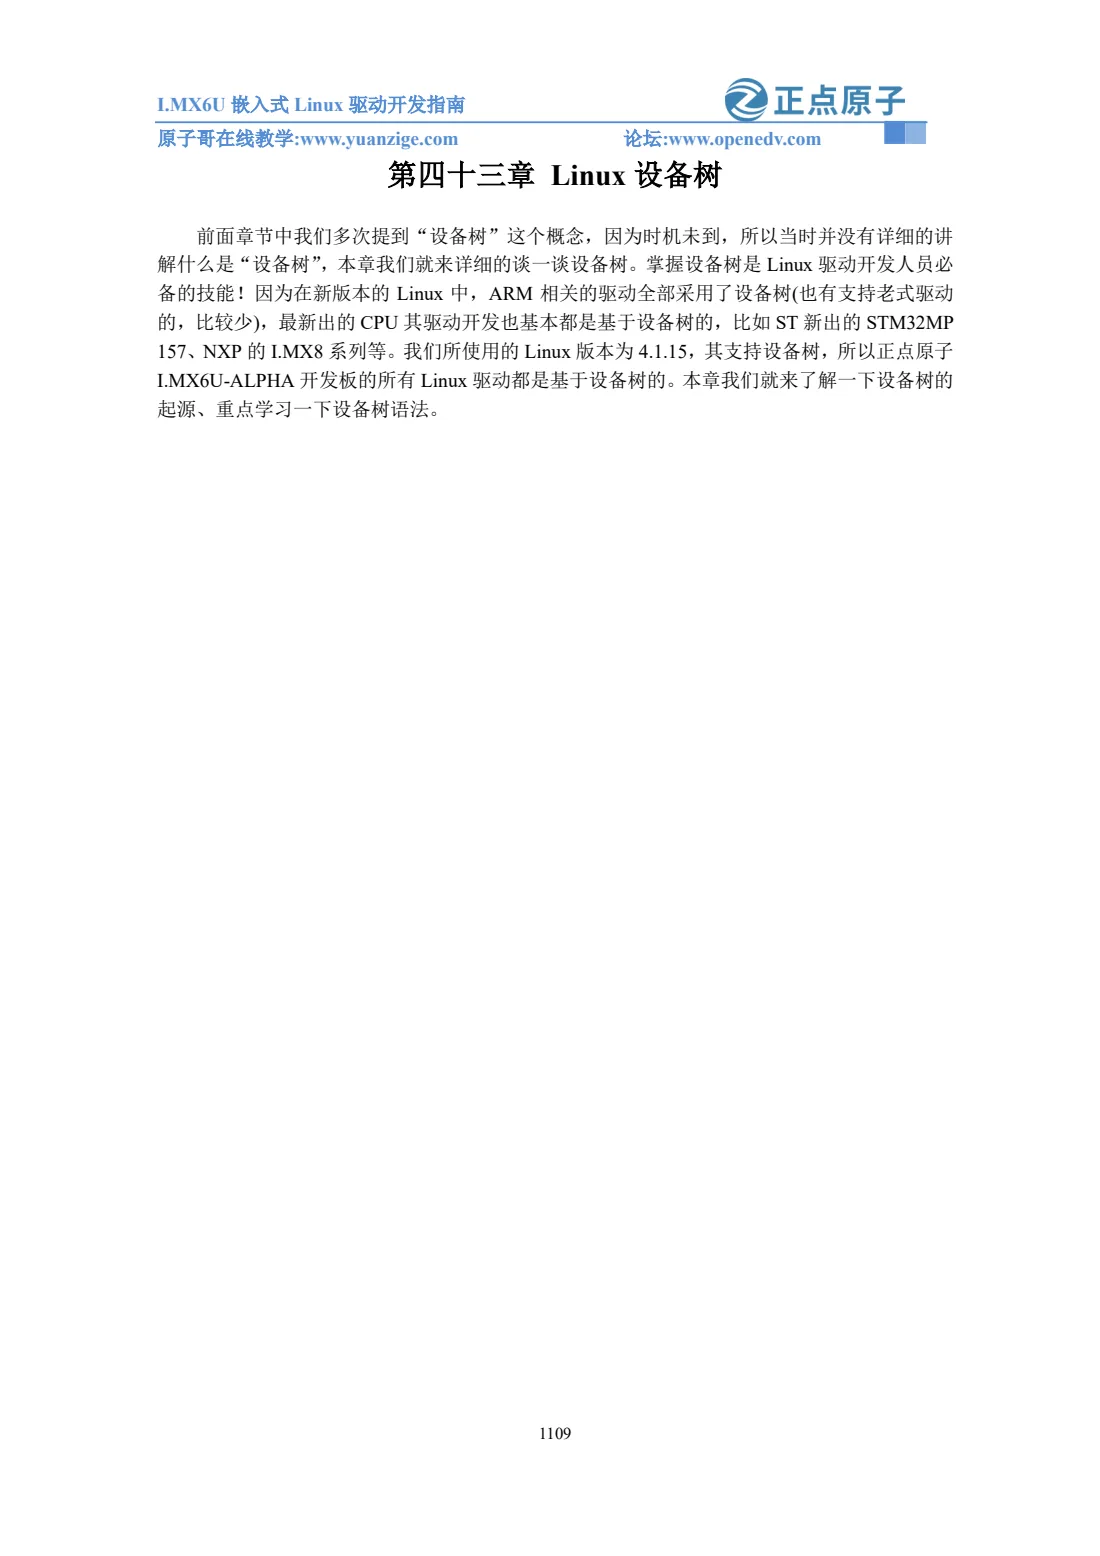 I.MX6U 嵌入式 Linux 驱动开发指南
正点原子
原子哥在线教学:www.yuanzige.com 论坛:www.openedv.com
第四十三章 Linux 设备树
前面章节中我们多次提到“设备树”这个概念，因为时机未到，所以当时并没有详细的讲
解什么是“设备树”，本章我们就来详细的谈一谈设备树。掌握设备树是 Linux 驱动开发人员必
备的技能！因为在新版本的 Linux 中，ARM 相关的驱动全部采用了设备树(也有支持老式驱动
的，比较少)，最新出的 CPU 其驱动开发也基本都是基于设备树的，比如 ST 新出的 STM32MP
157、NXP 的 I.MX8 系列等。我们所使用的 Linux 版本为 4.1.15，其支持设备树，所以正点原子
I.MX6U-ALPHA 开发板的所有 Linux 驱动都是基于设备树的。本章我们就来了解一下设备树的
起源、重点学习一下设备树语法。
1109